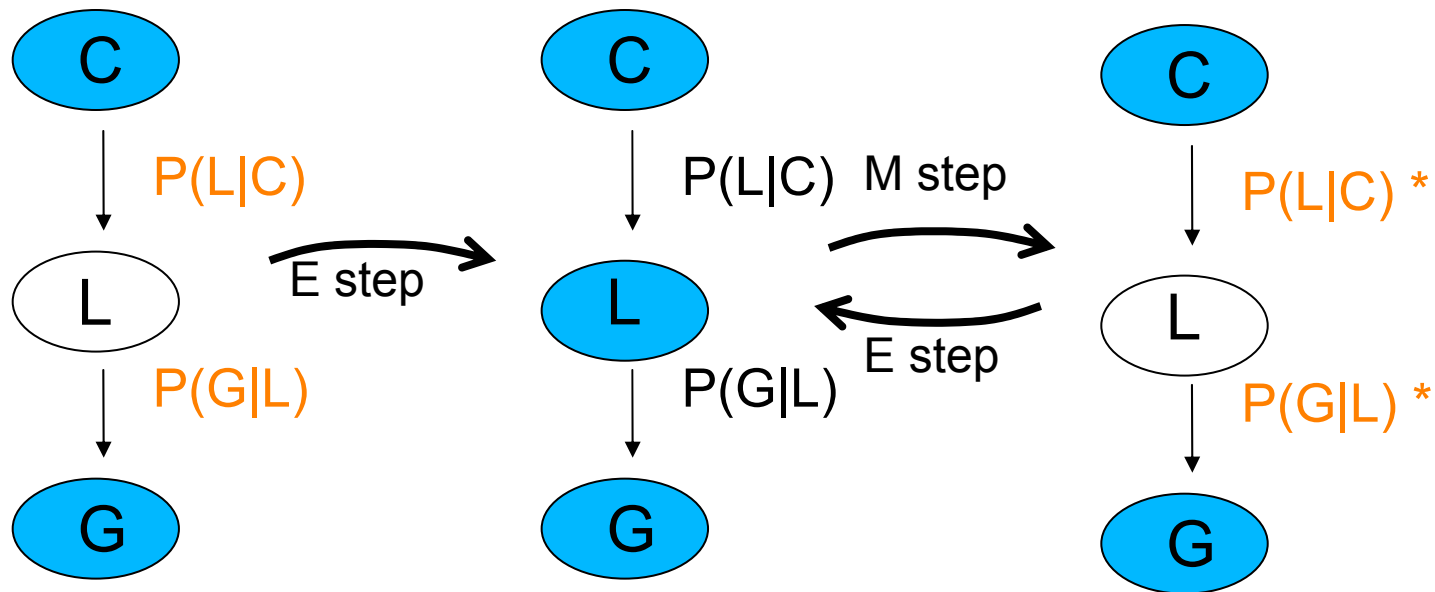 C
P(L|C)
L
P(G|L)
G
E step
C
P(L|C)
L
P(G|L)
G
M step
E step
C
P(L|C) *
L
P(G|L) *
G